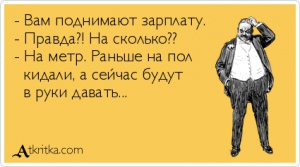 - Вам поднимают зарплату.
- Правда?! На сколько??
- На метр. Раньше на пол
кидали, а сейчас будут
в руки давать...
Atkritka.com